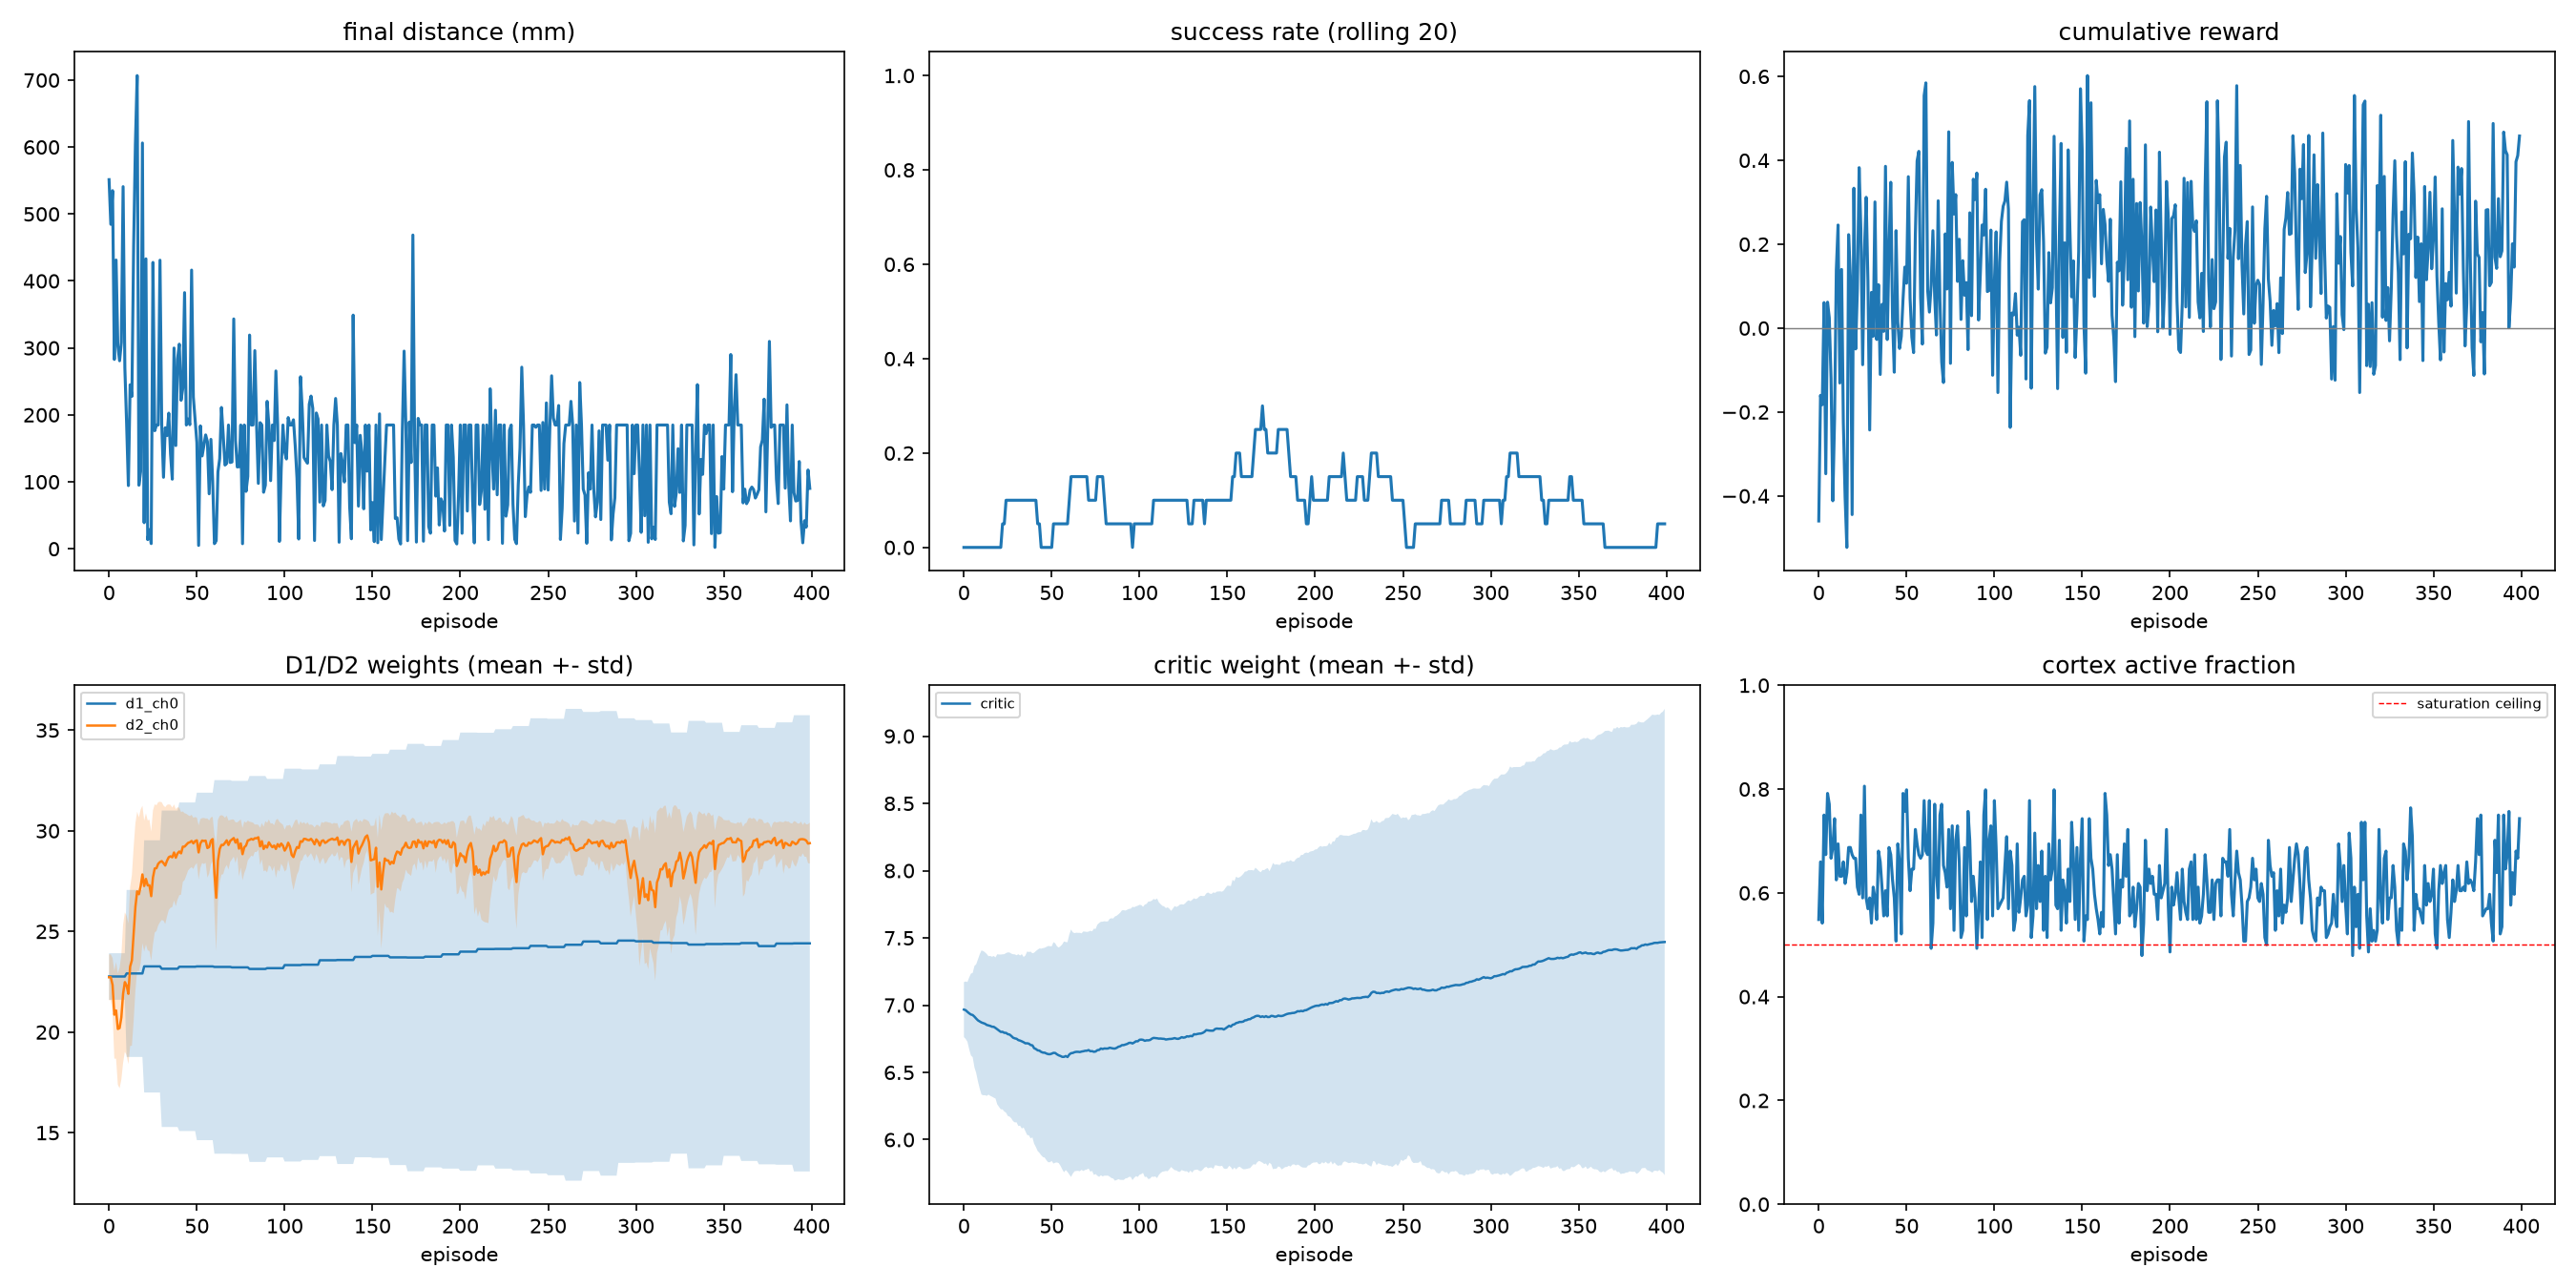 final distance (mm)
700
600
500
400
300
200
100
0
0 50 100 150 200 250 300 350 400
episode
success rate (rolling 20)
1.0
0.8
0.6
0.4
0.2
0.0
0 50 100 150 200 250 300 350 400
episode
cumulative reward
0.6
0.4
0.2
0.0
−0.2
−0.4
0 50 100 150 200 250 300 350 400
episode
D1/D2 weights (mean +- std)
d1_ch0
d2_ch0
35
30
25
20
15
0 50 100 150 200 250 300 350 400
episode
critic weight (mean +- std)
critic
9.0
8.5
8.0
7.5
7.0
6.5
6.0
0 50 100 150 200 250 300 350 400
episode
cortex active fraction
saturation ceiling
1.0
0.8
0.6
0.4
0.2
0.0
0 50 100 150 200 250 300 350 400
episode